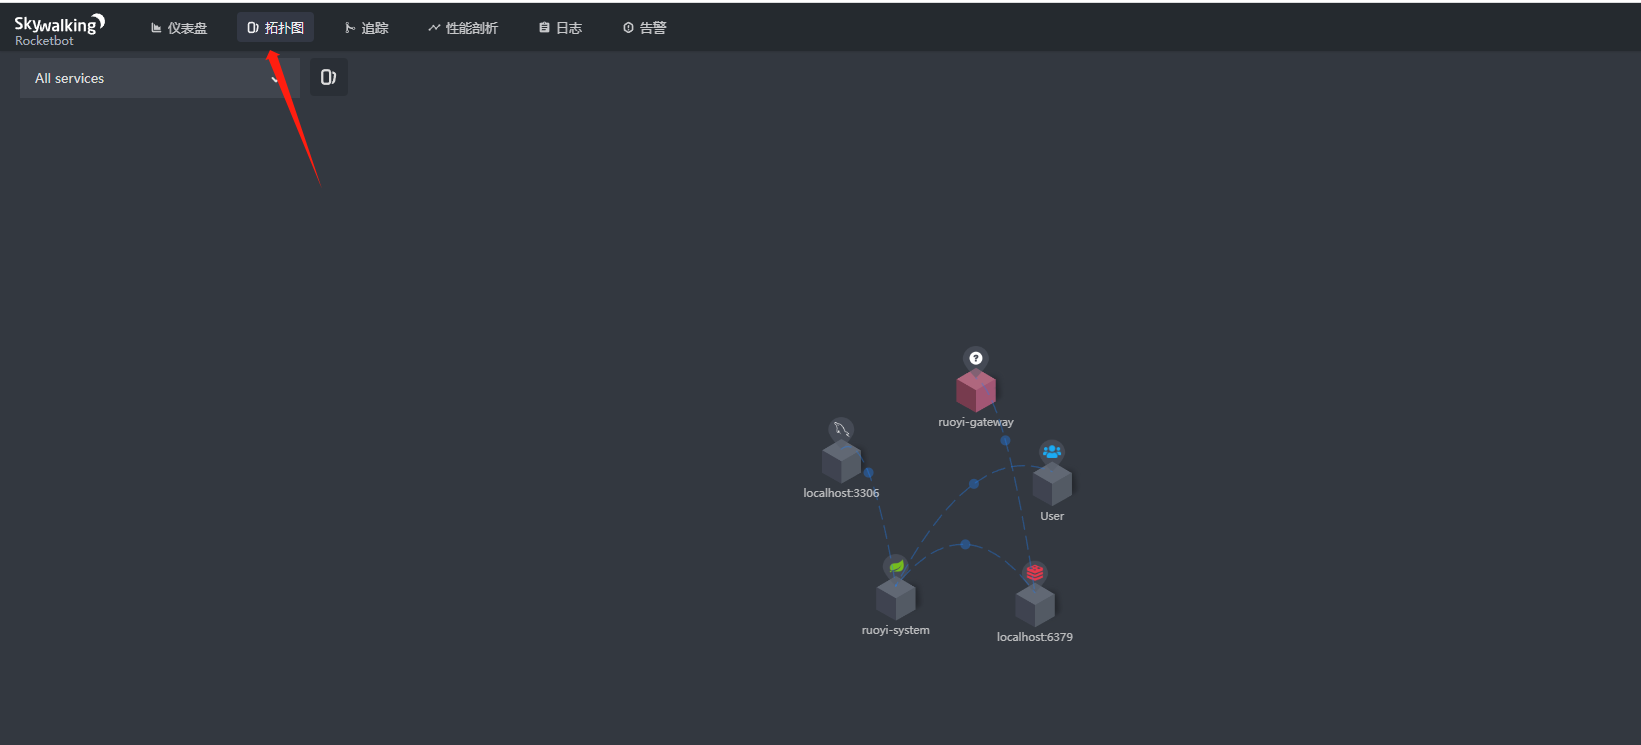 Skywalking
Rocketbot
仪表盘
拓扑图
追踪
性能剖析
日志
告警
All services
?
ruoyi-gateway
localhost:3306
User
ruoyi-system
localhost:6379